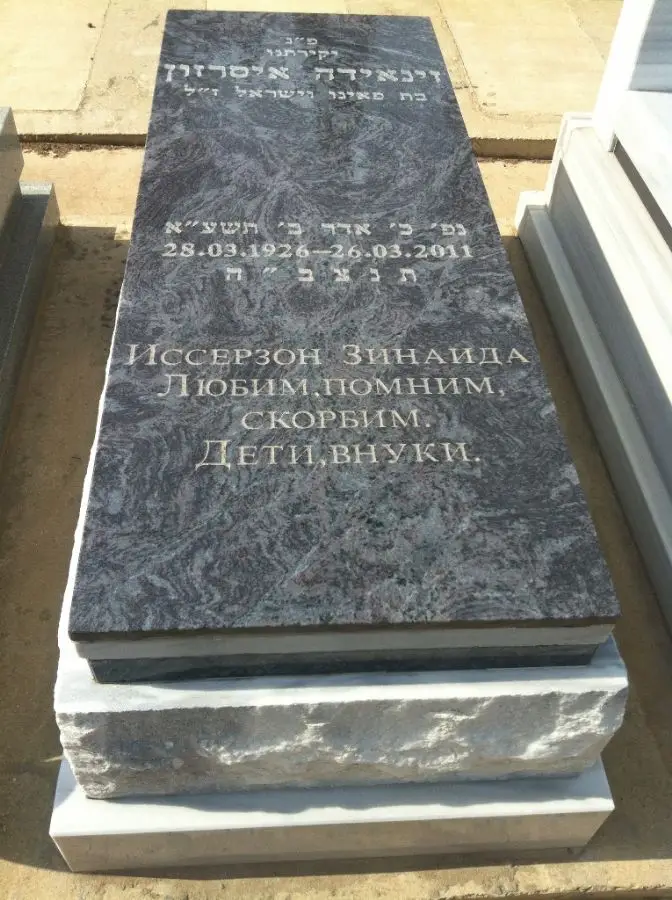 פ״נ
יקירתנו
זינאידה איסרזון
בת פאינו וישראל ז״ל
נפ׳ כ׳ אדר ב׳ תשע״א
28.03.1926–26.03.2011
ת נ צ ב ״ ה
Иссерзон Зинаида
Любим, помним,
скорбим.
Дети, внуки.